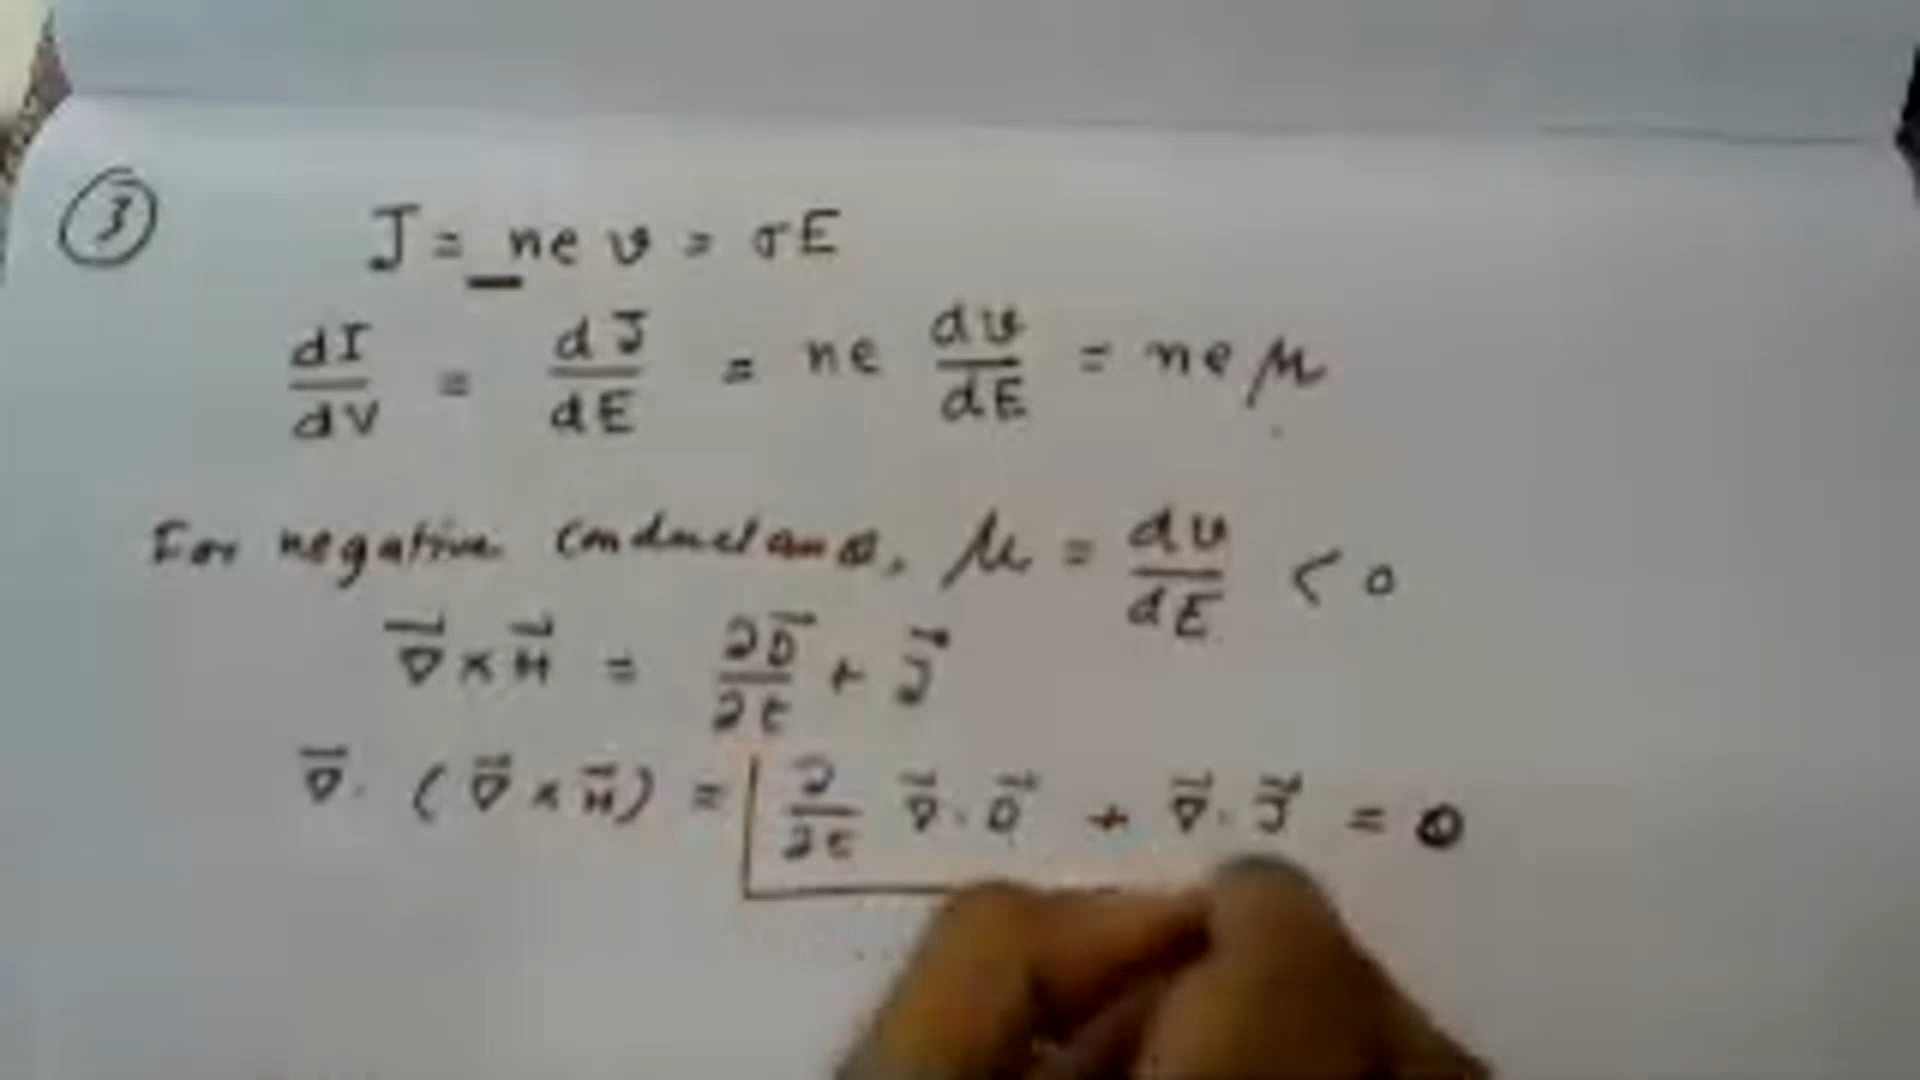 ③
J = ne v = σE
dI/dV = dJ/dE = ne dv/dE = ne μ
For negative conductance, μ = dv/dE < 0
∇⃗ × H⃗ = ∂D⃗/∂t + J⃗
∇⃗ · (∇⃗ × H⃗) = ∂/∂t ∇⃗ · D⃗ + ∇⃗ · J⃗ = 0